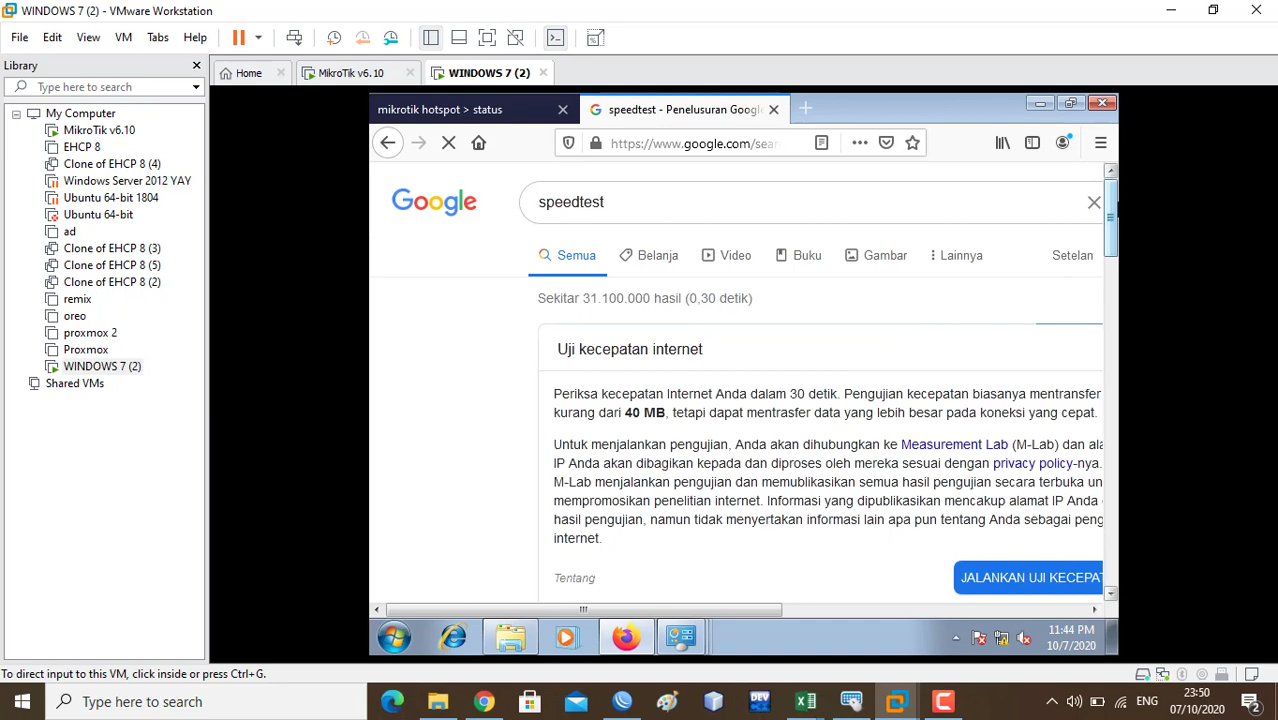 WINDOWS 7 (2) - VMware Workstation
File Edit View VM Tabs Help
Library
Type here to search
My Computer
MikroTik v6.10
EHCP 8
Clone of EHCP 8 (4)
Windows Server 2012 YAY
Ubuntu 64-bit 1804
Ubuntu 64-bit
ad
Clone of EHCP 8 (3)
Clone of EHCP 8 (5)
Clone of EHCP 8 (2)
remix
oreo
proxmox 2
Proxmox
WINDOWS 7 (2)
Shared VMs
Home MikroTik v6.10 WINDOWS 7 (2)
mikrotik hotspot > status
speedtest - Penelusuran Google
https://www.google.com/sear
Google
speedtest
Semua Belanja Video Buku Gambar Lainnya Setelan
Sekitar 31.100.000 hasil (0,30 detik)
Uji kecepatan internet
Periksa kecepatan Internet Anda dalam 30 detik. Pengujian kecepatan biasanya mentransfer
kurang dari 40 MB, tetapi dapat mentrasfer data yang lebih besar pada koneksi yang cepat.
Untuk menjalankan pengujian, Anda akan dihubungkan ke Measurement Lab (M-Lab) dan ala
IP Anda akan dibagikan kepada dan diproses oleh mereka sesuai dengan privacy policy-nya.
M-Lab menjalankan pengujian dan memublikasikan semua hasil pengujian secara terbuka un
mempromosikan penelitian internet. Informasi yang dipublikasikan mencakup alamat IP Anda
hasil pengujian, namun tidak menyertakan informasi lain apa pun tentang Anda sebagai peng
internet.
Tentang
JALANKAN UJI KECEPAT
11:44 PM
10/7/2020
To direct input to this VM, click inside or press Ctrl+G.
Type here to search
DEV
ENG
23:50
07/10/2020
2